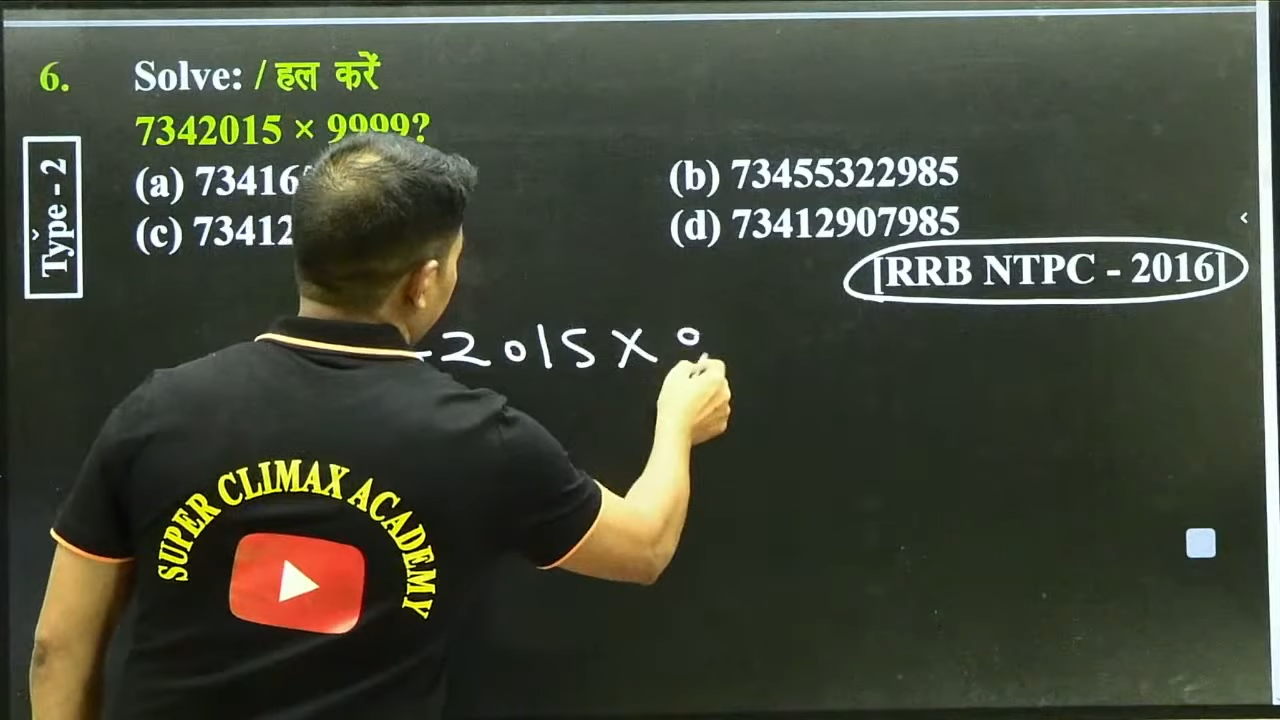 6. Solve: / हल करें
7342015 × 9999?
(a) 73416 (b) 73455322985
(c) 73412 (d) 73412907985
[RRB NTPC - 2016]
Type - 2
2015 ×
SUPER CLIMAX ACADEMY